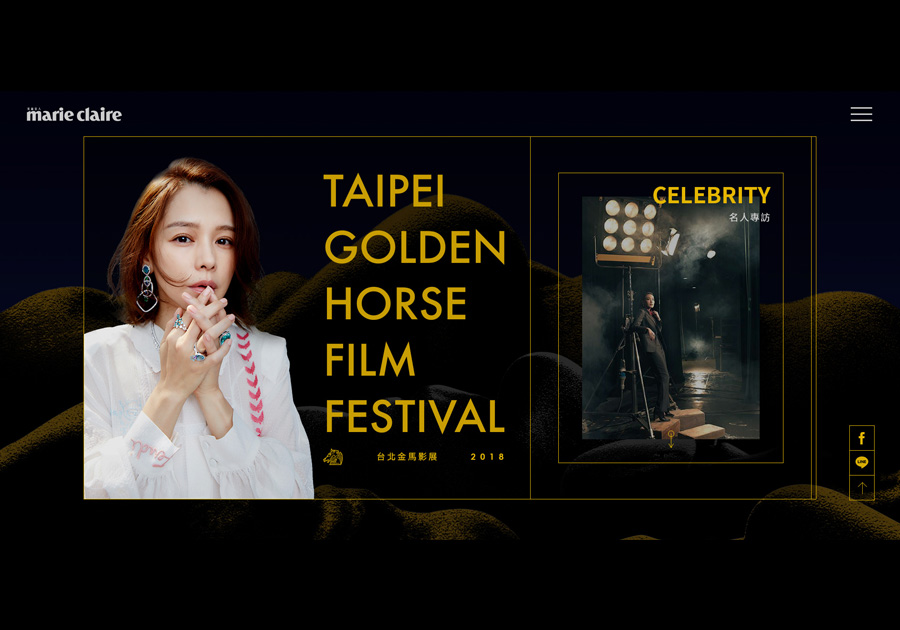 marie claire
TAIPEI
GOLDEN
HORSE
FILM
FESTIVAL
台北金馬影展 2018
CELEBRITY
名人專訪
f
LINE